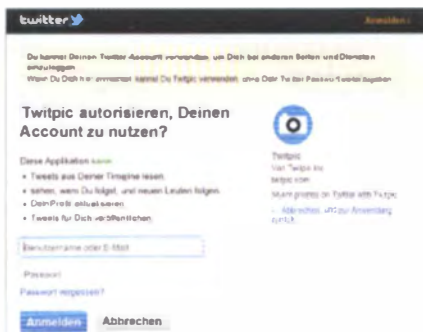 twitter
Anmelden
Du kannst Deinen Twitter-Account verwenden, um Dich bei anderen Seiten und Diensten
einzuloggen.
Wenn Du Dich hier anmeldest, kannst Du Twitpic verwenden, ohne Dein Twitter Passwort
Twitpic autorisieren, Deinen
Account zu nutzen?
Diese Applikation kann:
• Tweets aus Deiner Timeline lesen.
• sehen, wem Du folgst, und neuen Leuten folgen.
• Dein Profil aktualisieren.
• Tweets für Dich veröffentlichen.
Benutzername oder E-Mail
Passwort
Passwort vergessen?
Anmelden Abbrechen
Twitpic
Von Twitpic Inc
twitpic.com
Share photos on Twitter with Twitpic
Abbrechen, und zur Anwendung
zurück